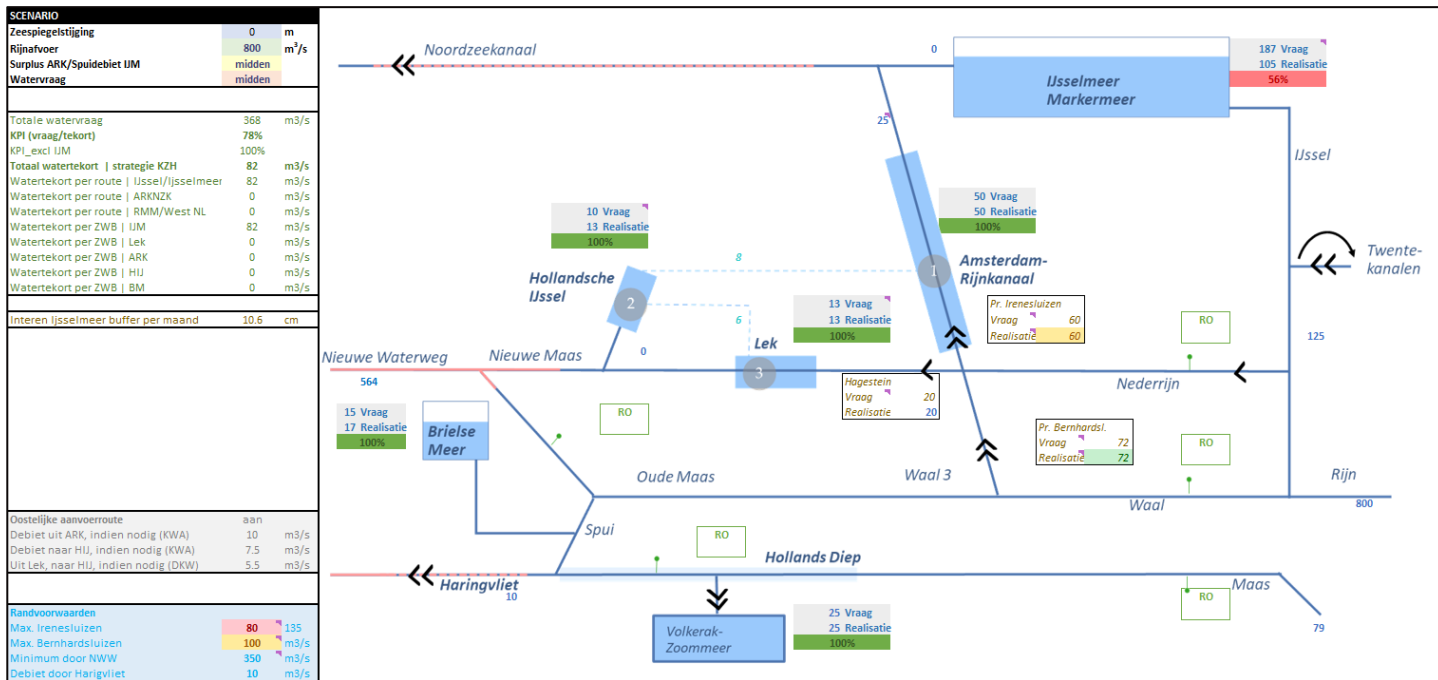 SCENARIO
Zeespiegelstijging 0 m
Rijnafvoer 800 m³/s
Surplus ARK/Spuidebiet IJM midden
Watervraag midden
Totale watervraag 368 m3/s
KPI (vraag/tekort) 78%
KPI_excl IJM 100%
Totaal watertekort | strategie KZH 82 m3/s
Watertekort per route | IJssel/Ijsselmeer 82 m3/s
Watertekort per route | ARKNZK 0 m3/s
Watertekort per route | RMM/West NL 0 m3/s
Watertekort per ZWB | IJM 82 m3/s
Watertekort per ZWB | Lek 0 m3/s
Watertekort per ZWB | ARK 0 m3/s
Watertekort per ZWB | HIJ 0 m3/s
Watertekort per ZWB | BM 0 m3/s
Interen Ijsselmeer buffer per maand 10.6 cm
Oostelijke aanvoerroute aan
Debiet uit ARK, indien nodig (KWA) 10 m3/s
Debiet naar HIJ, indien nodig (KWA) 7.5 m3/s
Uit Lek, naar HIJ, indien nodig (DKW) 5.5 m3/s
Randvoorwaarden
Max. Irenesluizen 80 135
Max. Bernhardsluizen 100 m3/s
Minimum door NWW 350 m3/s
Debiet door Harigvliet 10 m3/s
Noordzeekanaal
0
IJsselmeer
Markermeer
187 Vraag
105 Realisatie
56%
25
IJssel
50 Vraag
50 Realisatie
100%
10 Vraag
13 Realisatie
100%
8
1
Amsterdam-
Rijnkanaal
Twente-
kanalen
Hollandsche
IJssel
2
6
13 Vraag
13 Realisatie
100%
Pr. Irenesluizen
Vraag 60
Realisatie 60
RO
125
0
Lek
3
Nieuwe Waterweg
Nieuwe Maas
564
Hagestein
Vraag 20
Realisatie 20
Nederrijn
15 Vraag
17 Realisatie
100%
Brielse
Meer
RO
Pr. Bernhardsl.
Vraag 72
Realisatie 72
RO
Oude Maas
Waal 3
Waal
Rijn
800
Spui
RO
Hollands Diep
Haringvliet
10
Maas
RO
79
Volkerak-
Zoommeer
25 Vraag
25 Realisatie
100%